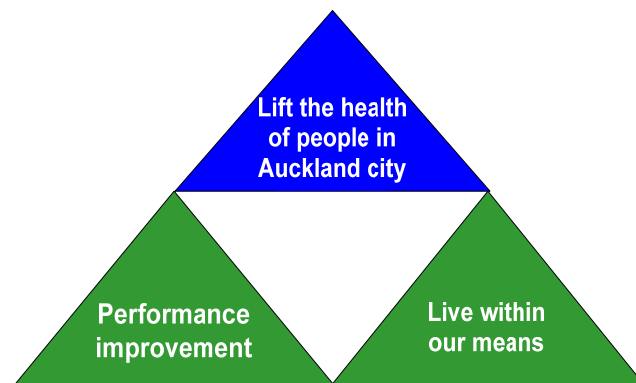 Lift the health
of people in
Auckland city
Performance
improvement
Live within
our means